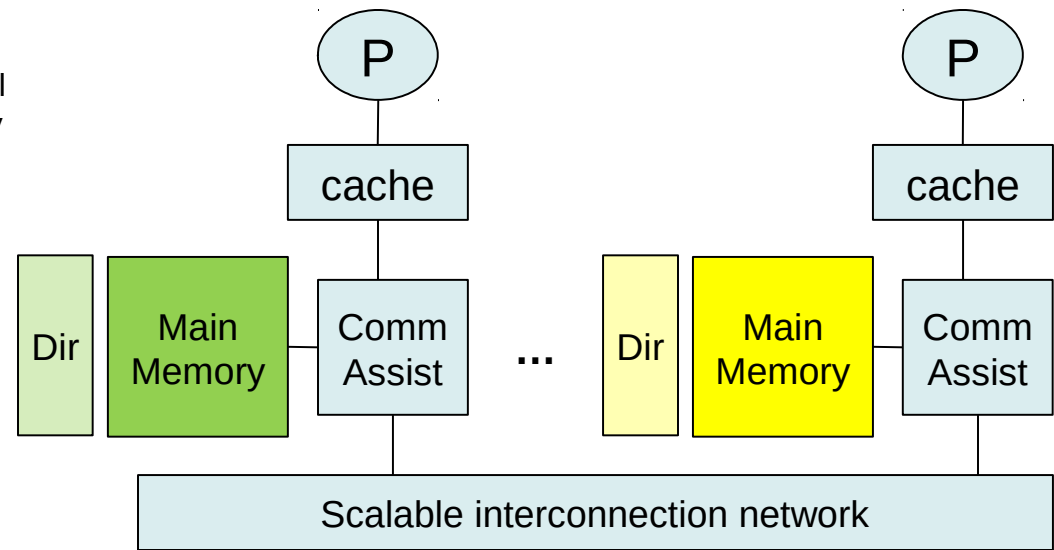 P
P
cache
cache
Dir
Main
Memory
Comm
Assist
...
Dir
Main
Memory
Comm
Assist
Scalable interconnection network